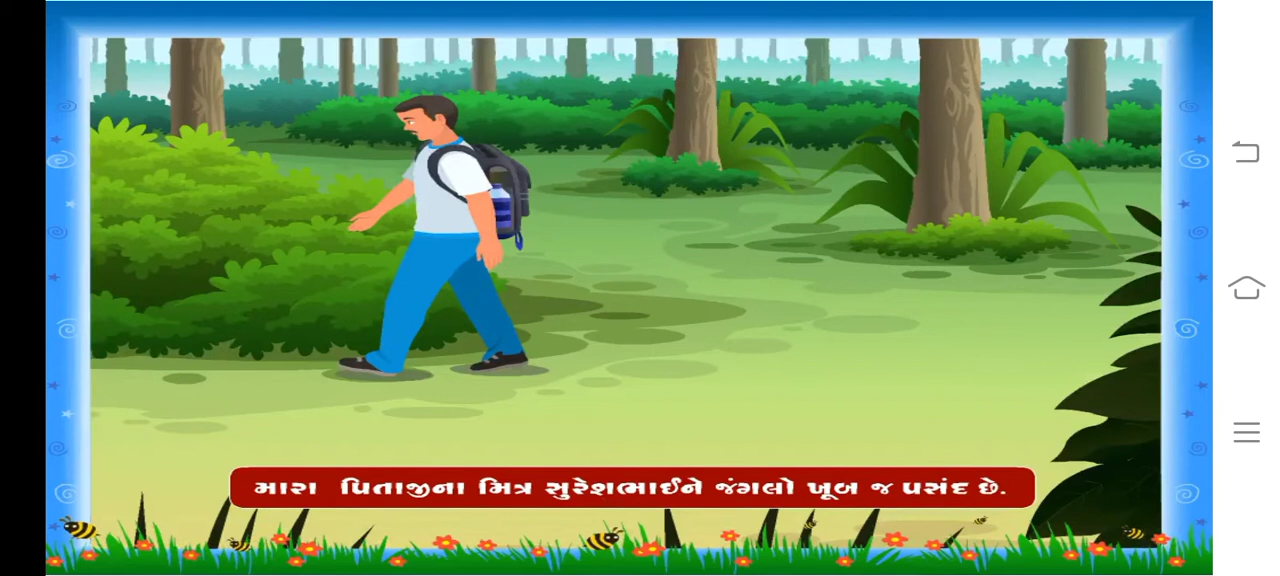 મારા પિતાજીના મિત્ર સુરેશભાઈને જંગલો ખૂબ જ પસંદ છે.